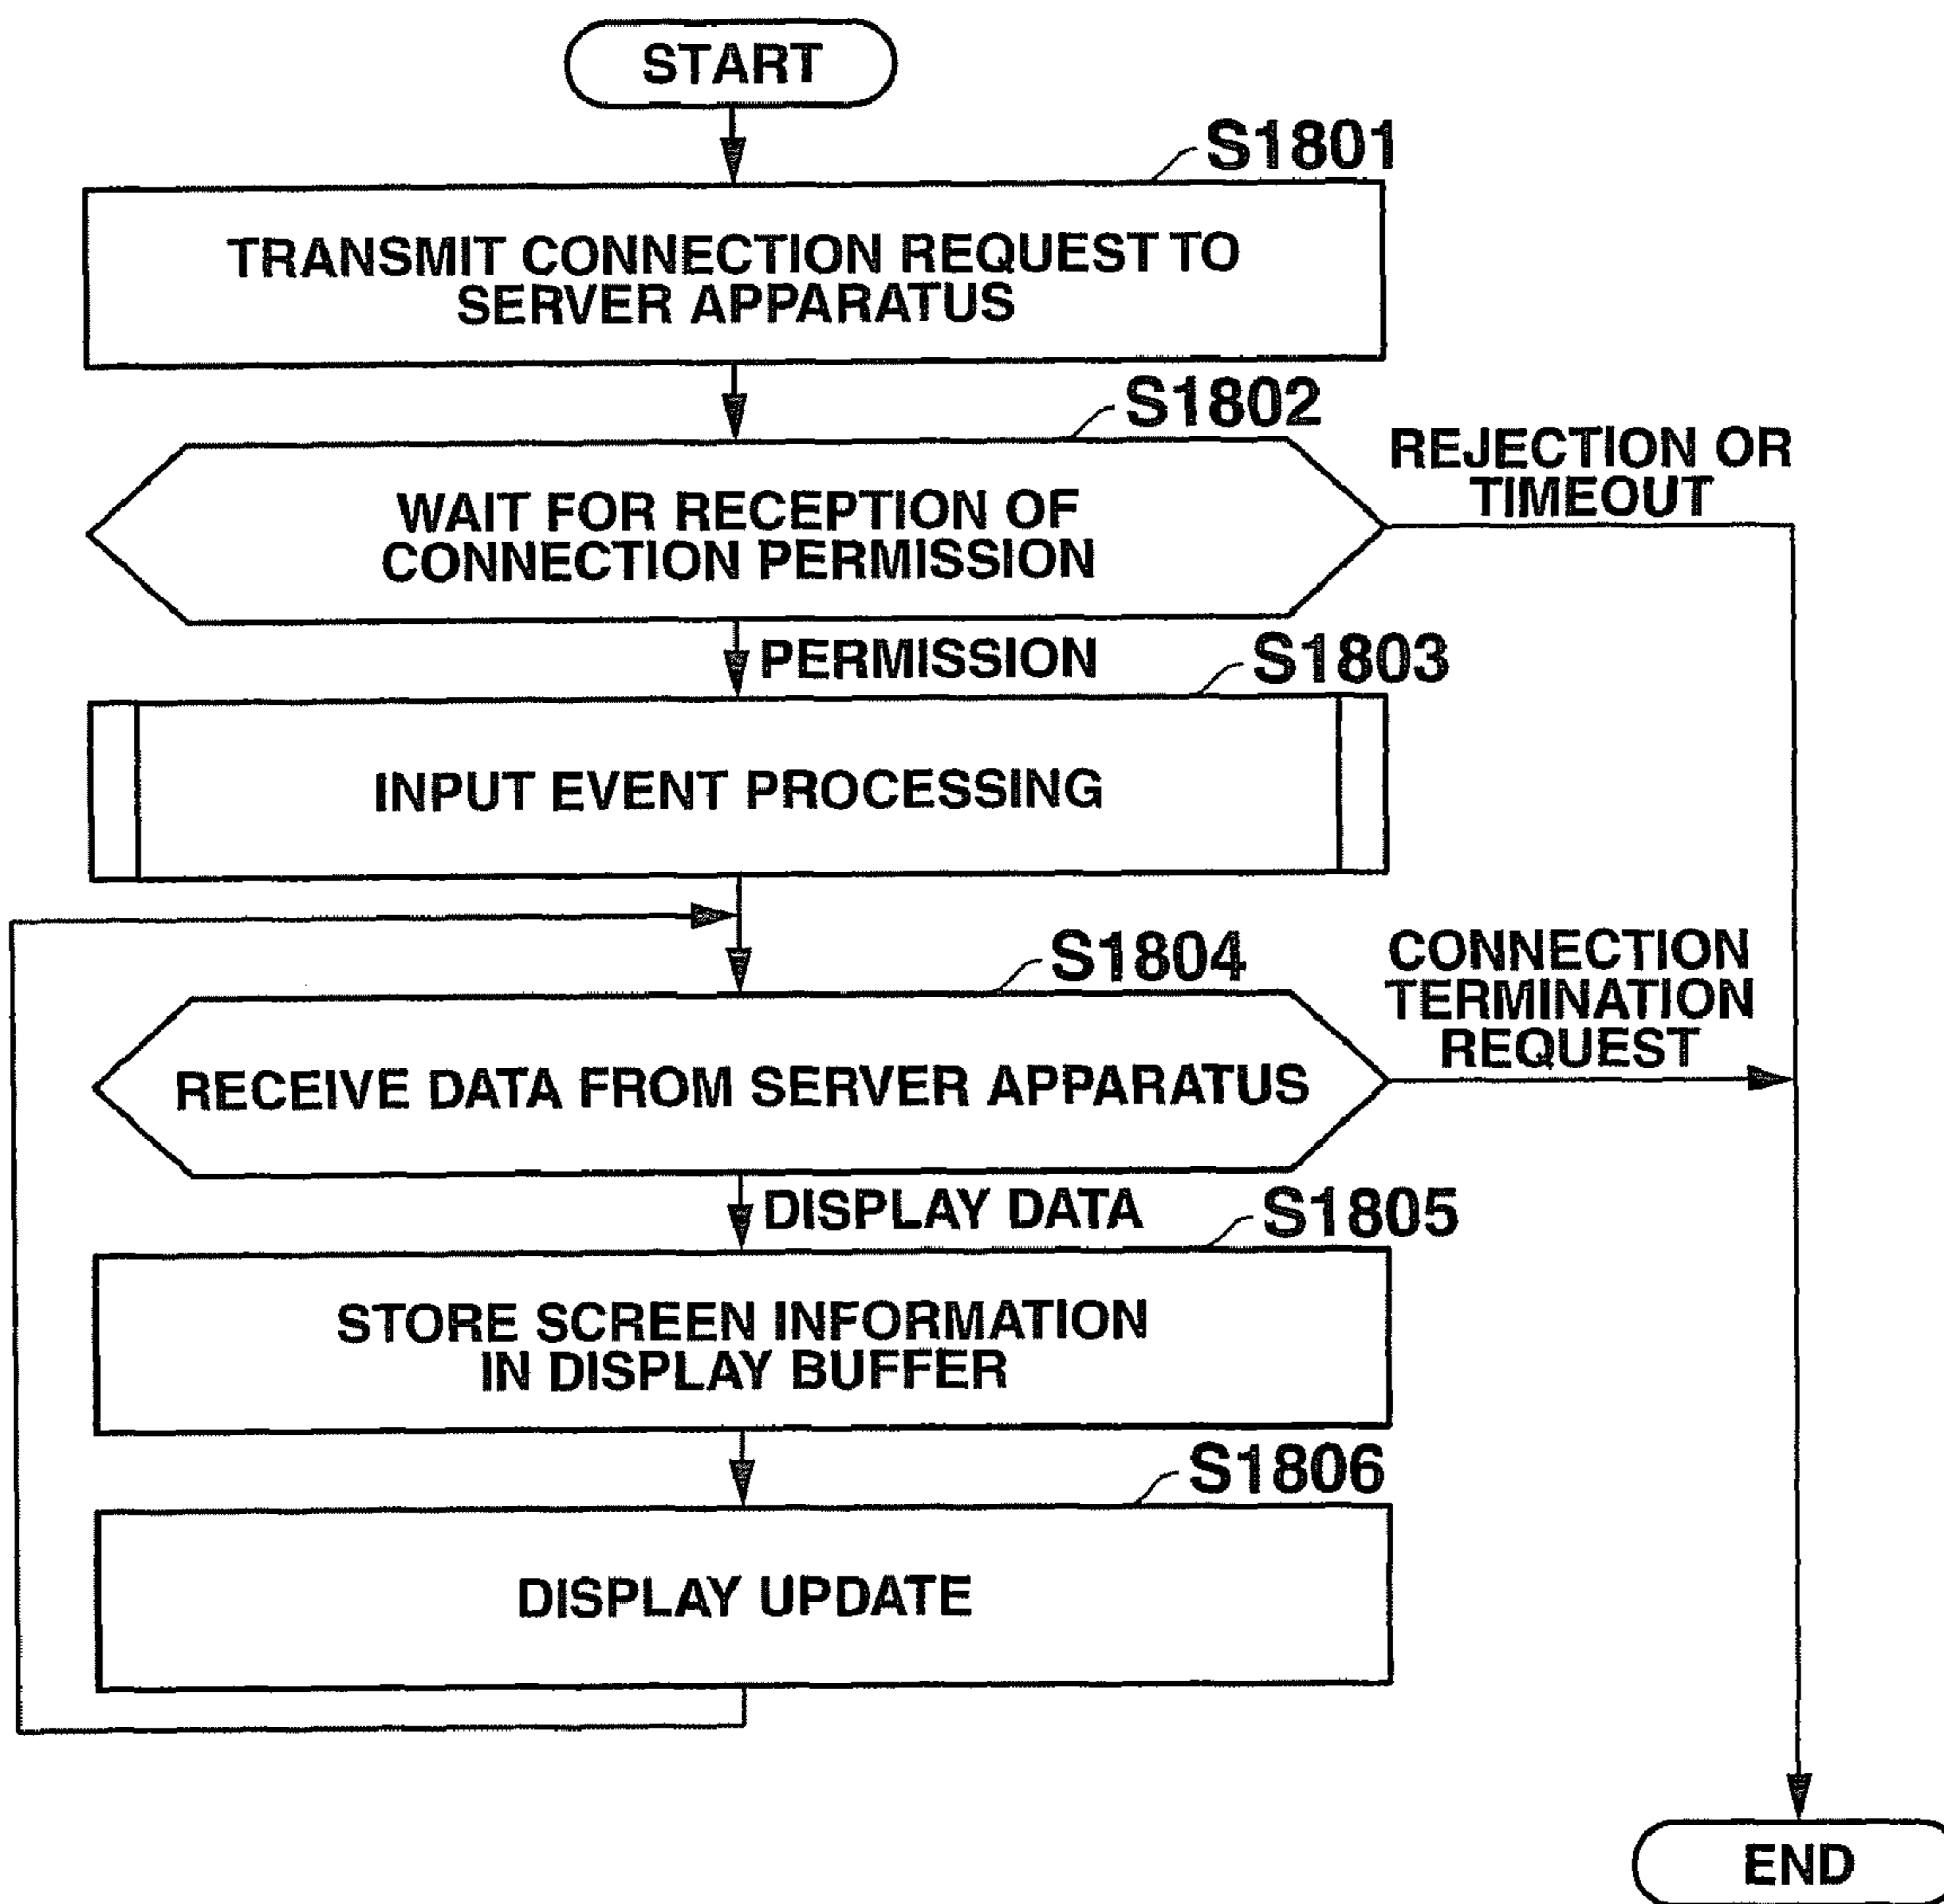 START
S1801
TRANSMIT CONNECTION REQUEST TO
SERVER APPARATUS
S1802
REJECTION OR
TIMEOUT
WAIT FOR RECEPTION OF
CONNECTION PERMISSION
PERMISSION
S1803
INPUT EVENT PROCESSING
S1804
CONNECTION
TERMINATION
REQUEST
RECEIVE DATA FROM SERVER APPARATUS
DISPLAY DATA
S1805
STORE SCREEN INFORMATION
IN DISPLAY BUFFER
S1806
DISPLAY UPDATE
END